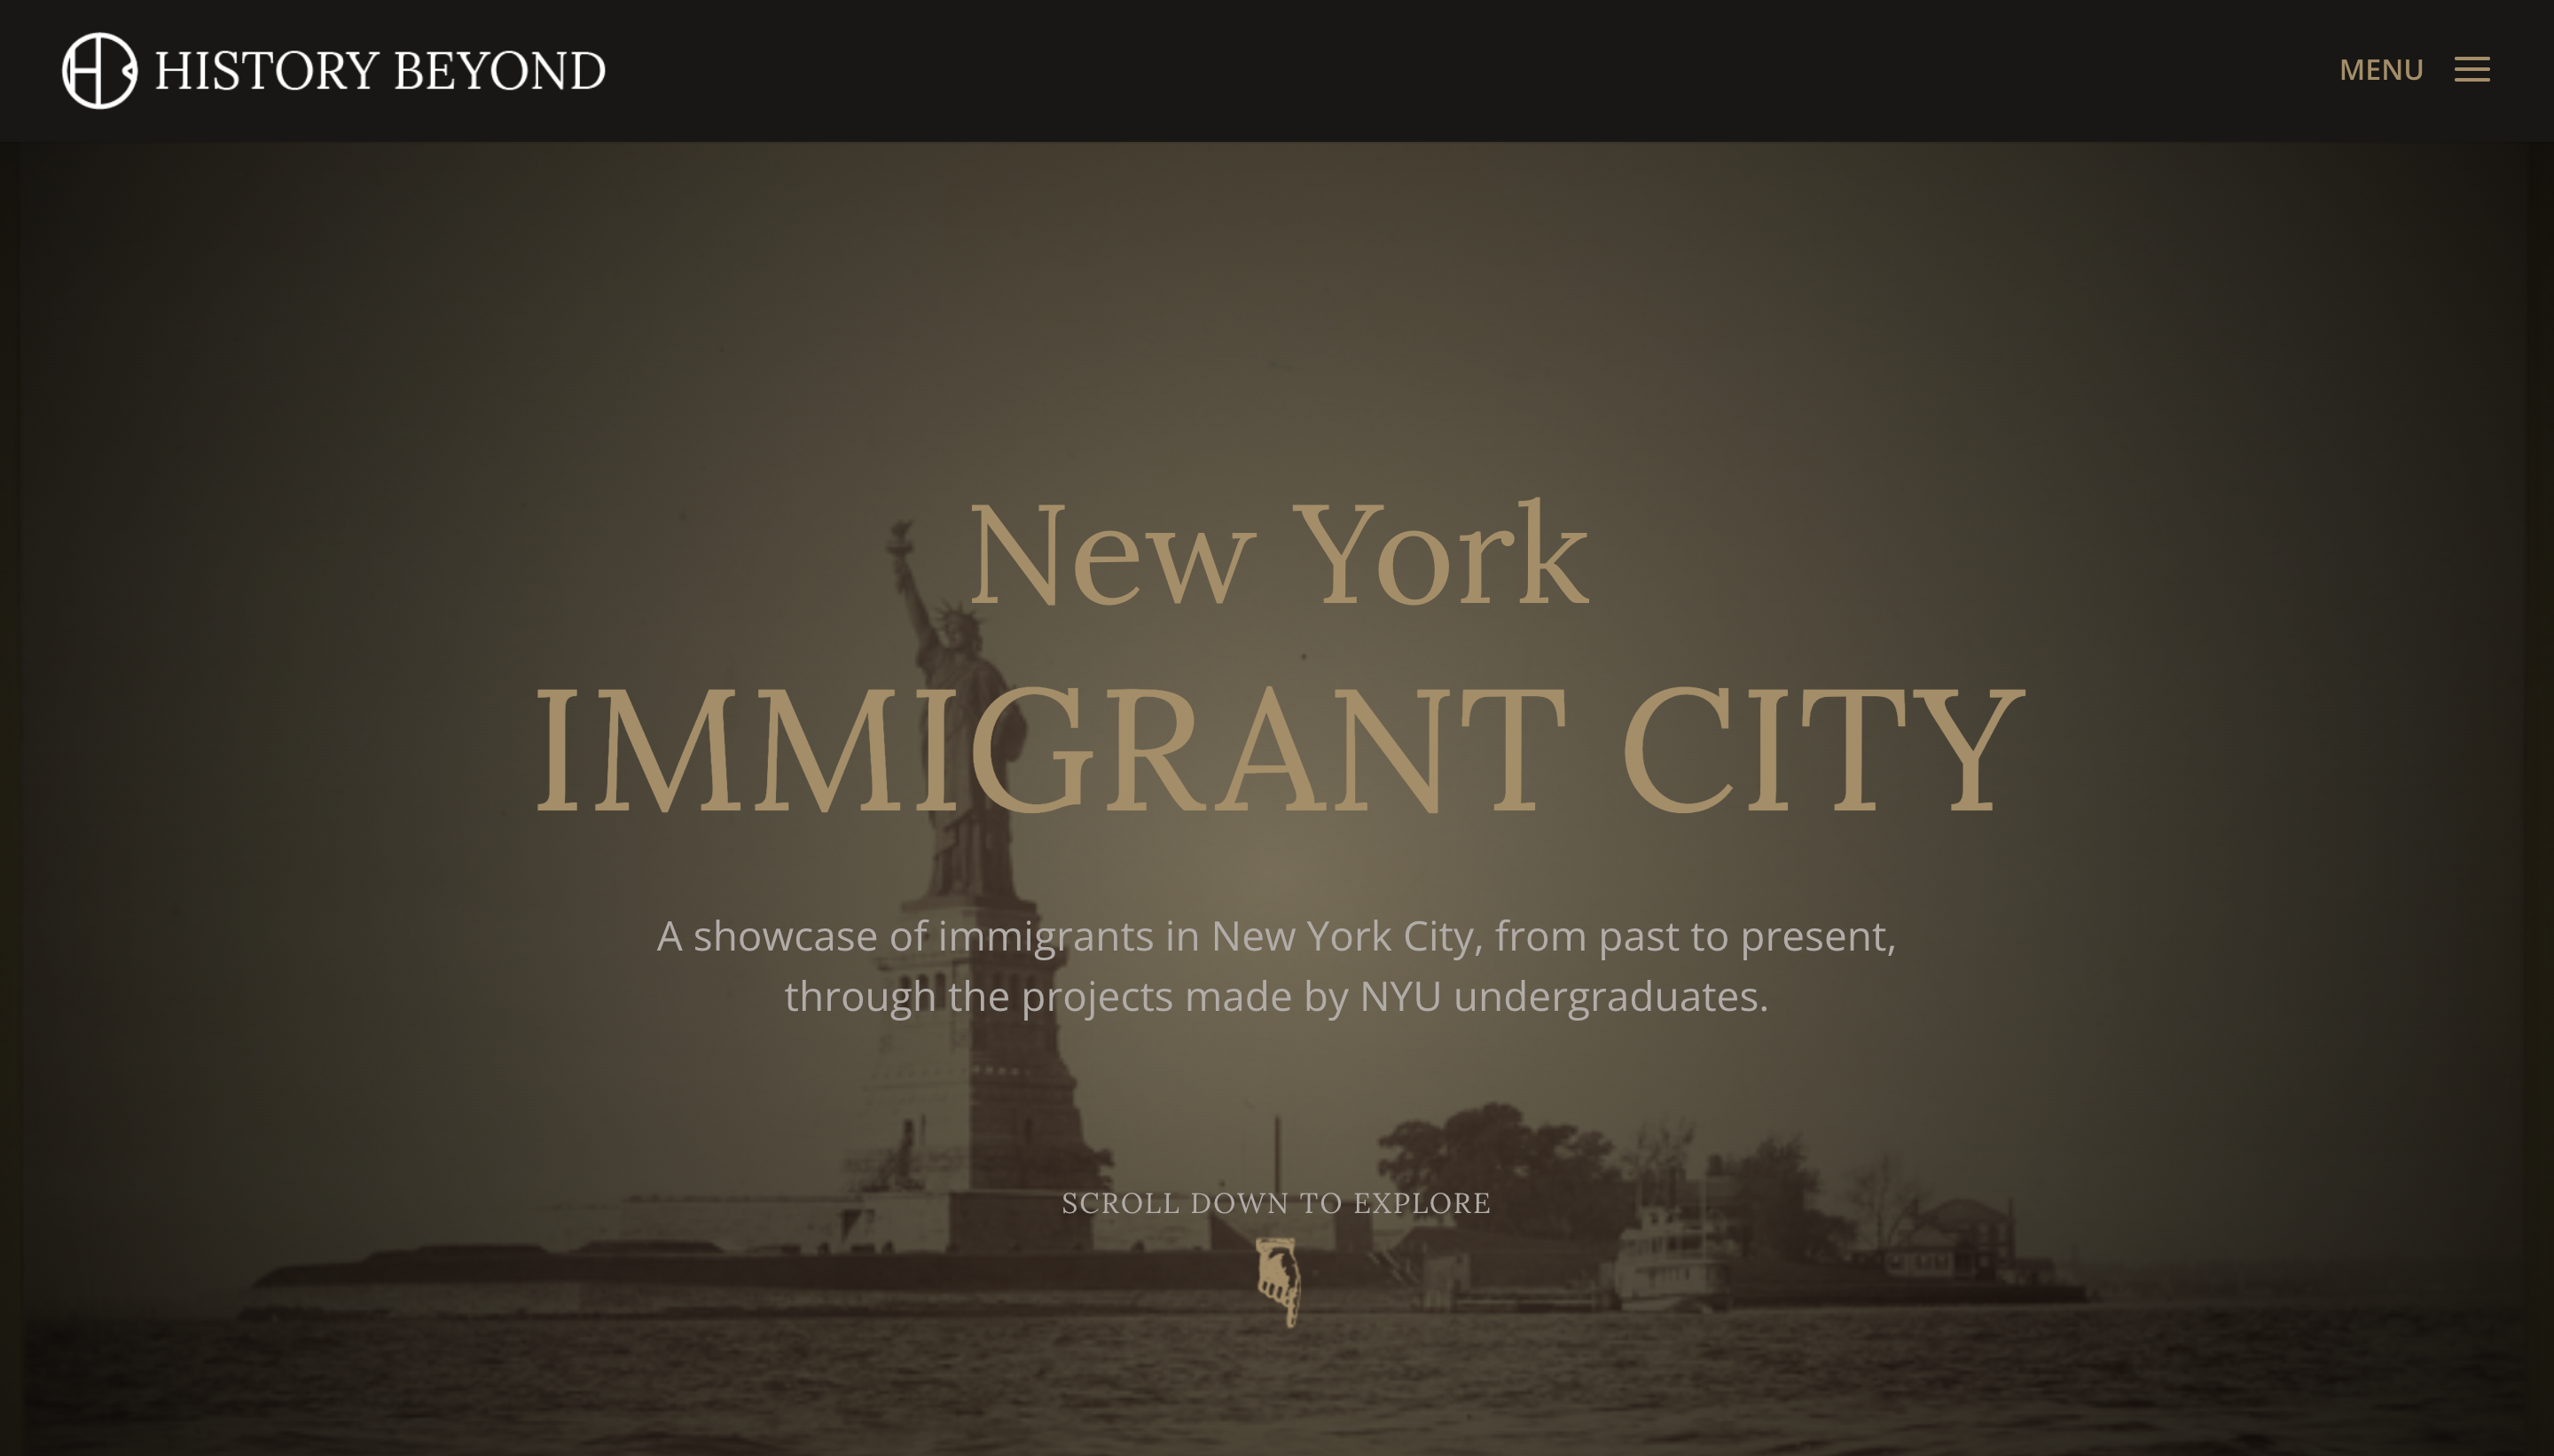 HISTORY BEYOND
MENU
New York
IMMIGRANT CITY
A showcase of immigrants in New York City, from past to present,
through the projects made by NYU undergraduates.
SCROLL DOWN TO EXPLORE